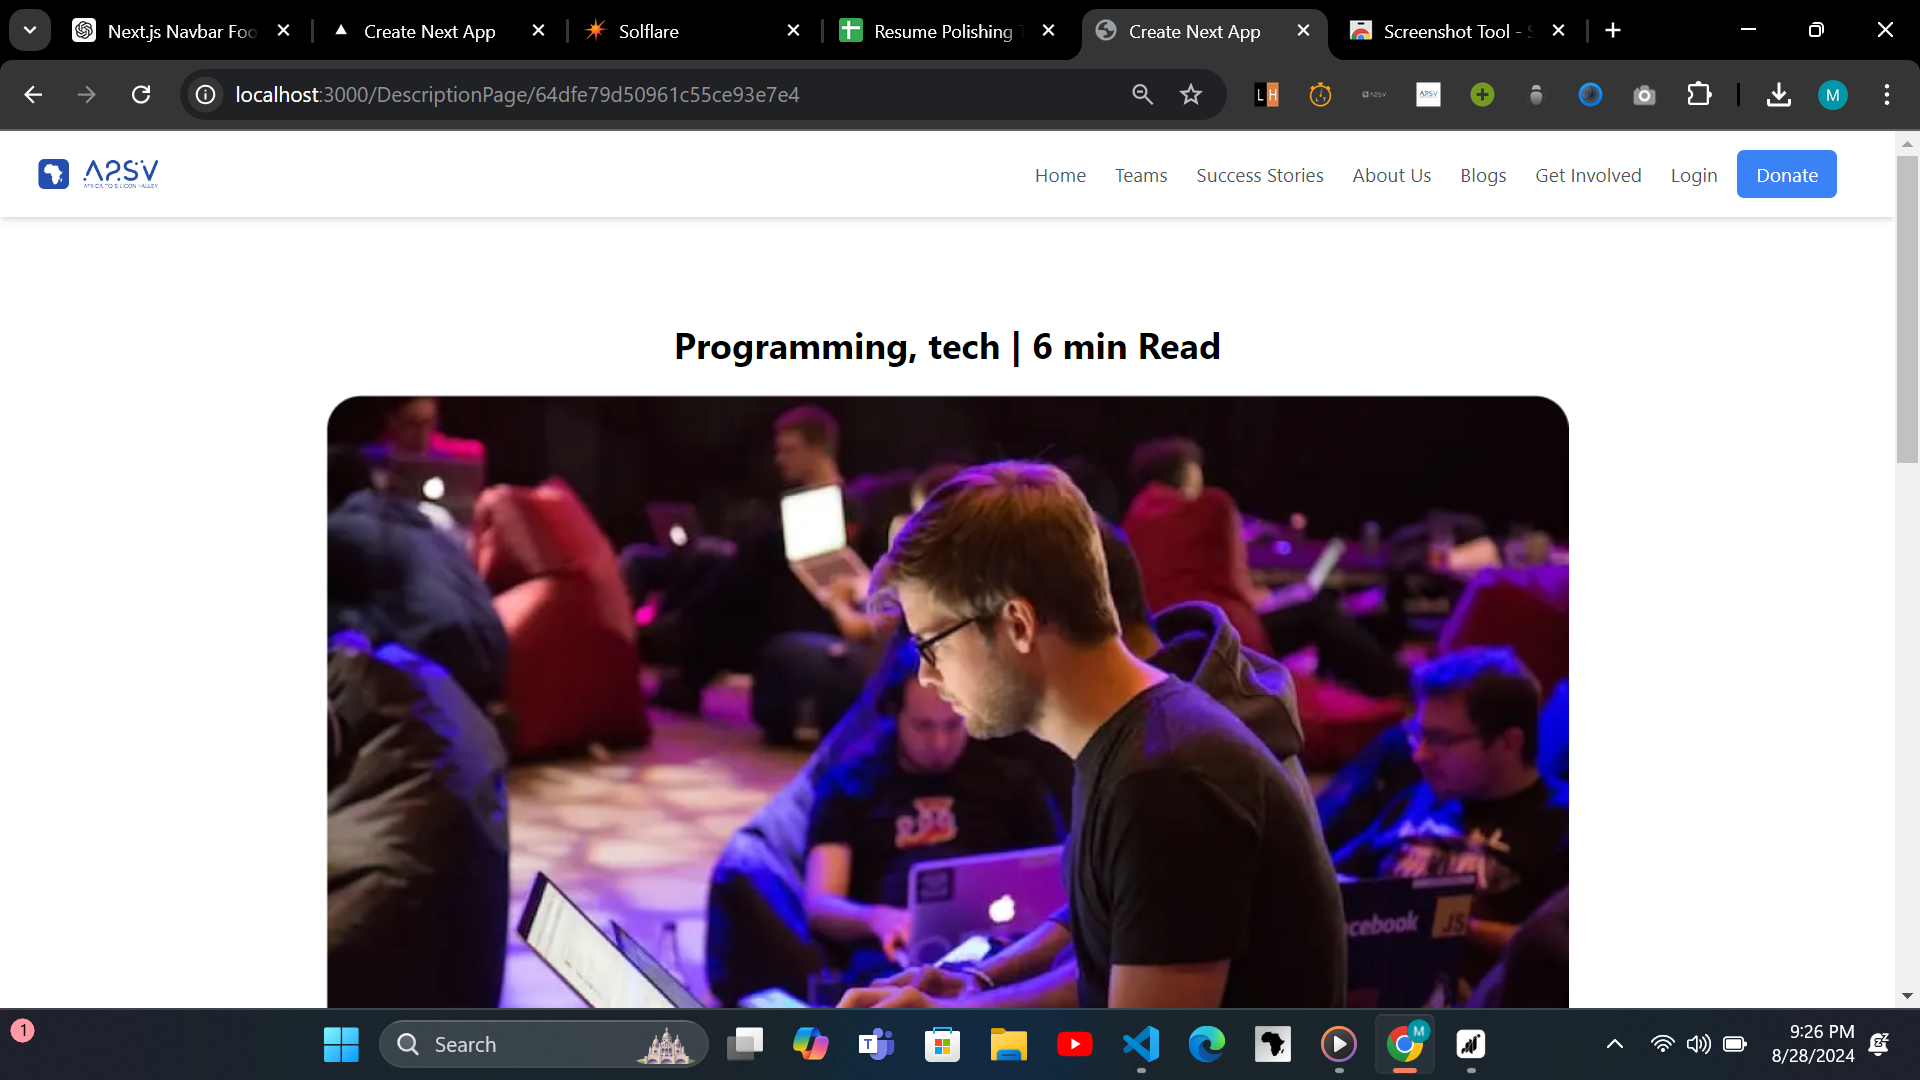 Next.js Navbar Foo
Create Next App
Solflare
Resume Polishing
Create Next App
Screenshot Tool - S
localhost:3000/DescriptionPage/64dfe79d50961c55ce93e7e4
LH
M
A2SV
AFRICA TO SILICON VALLEY
Home
Teams
Success Stories
About Us
Blogs
Get Involved
Login
Donate
Programming, tech | 6 min Read
cebook
JS
1
Search
T
M
9:26 PM
8/28/2024